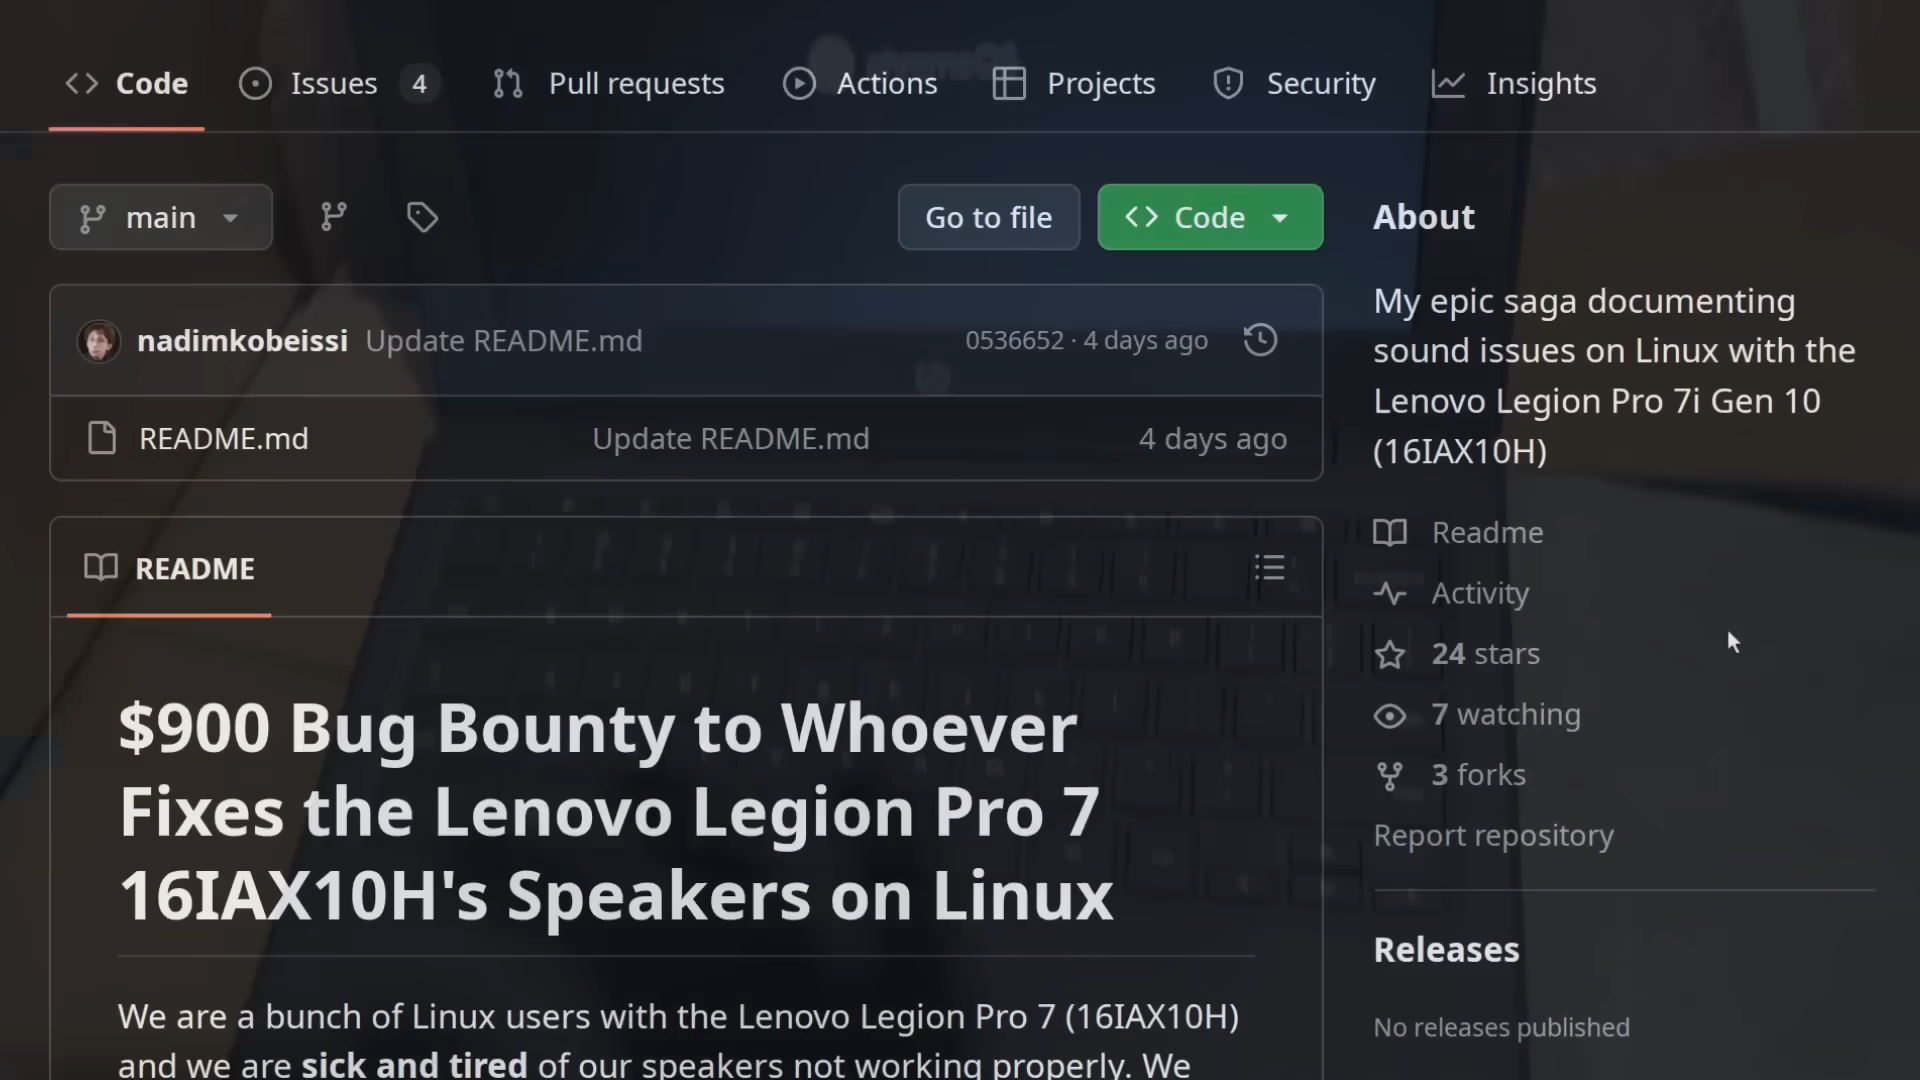 Code Issues 4 Pull requests Actions Projects Security Insights
main Go to file Code
nadimkobeissi Update README.md 0536652 · 4 days ago
README.md Update README.md 4 days ago
README
$900 Bug Bounty to Whoever
Fixes the Lenovo Legion Pro 7
16IAX10H's Speakers on Linux
We are a bunch of Linux users with the Lenovo Legion Pro 7 (16IAX10H)
and we are sick and tired of our speakers not working properly. We
About
My epic saga documenting
sound issues on Linux with the
Lenovo Legion Pro 7i Gen 10
(16IAX10H)
Readme
Activity
24 stars
7 watching
3 forks
Report repository
Releases
No releases published